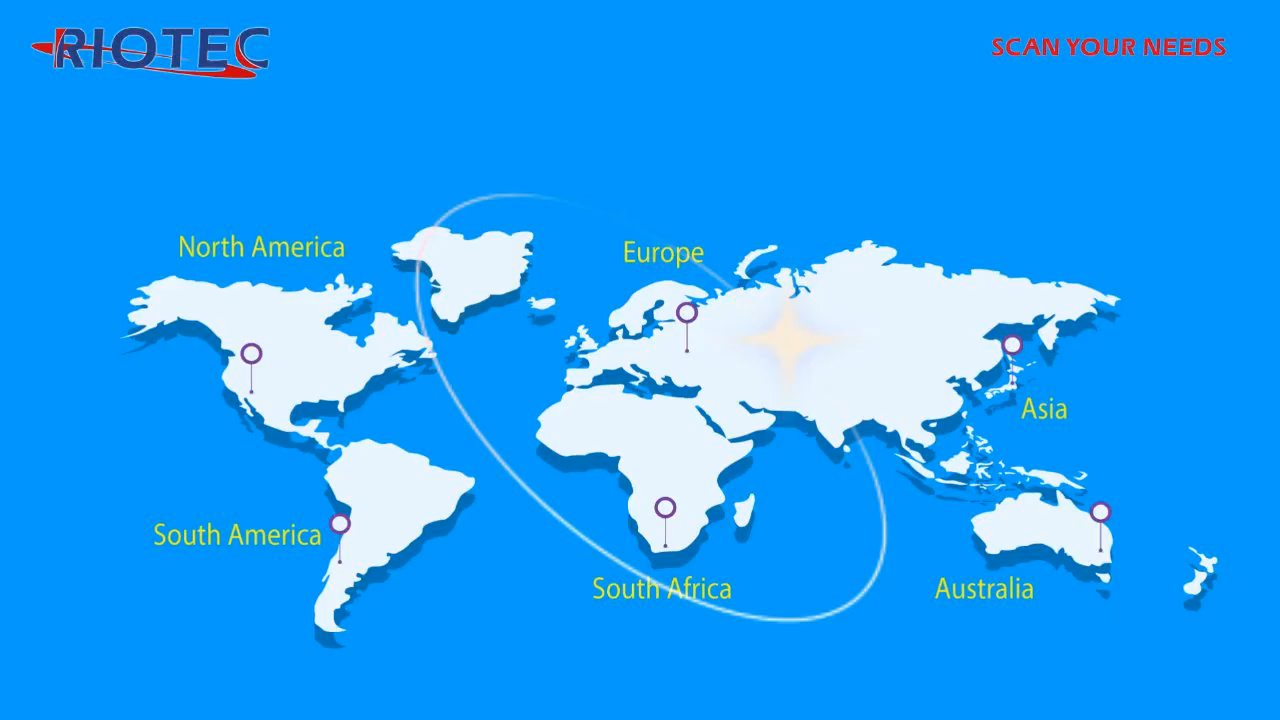 RIOTEC
SCAN YOUR NEEDS
North America
Europe
Asia
South America
South Africa
Australia